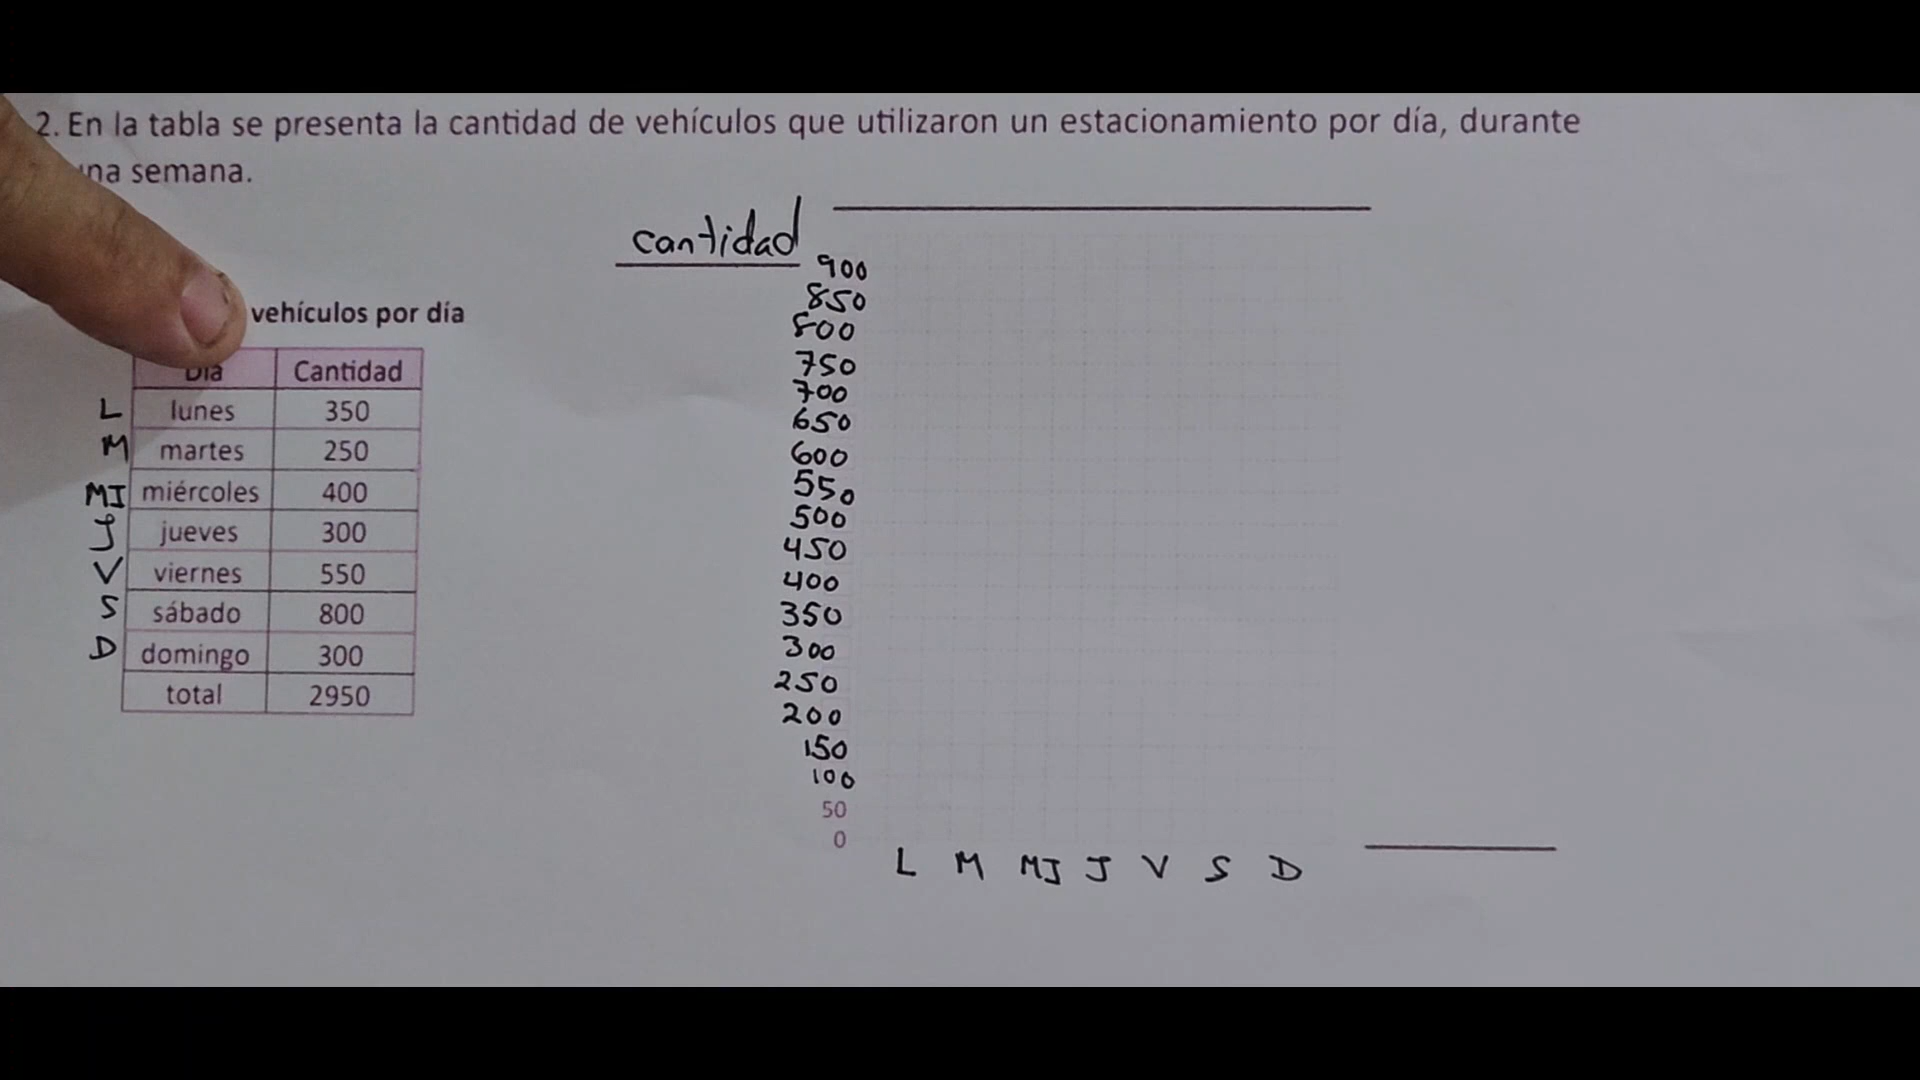 2. En la tabla se presenta la cantidad de vehículos que utilizaron un estacionamiento por día, durante
na semana.
cantidad
vehículos por día
Día Cantidad
L lunes 350
M martes 250
MI miércoles 400
J jueves 300
V viernes 550
S sábado 800
D domingo 300
total 2950
900
850
800
750
700
650
600
550
500
450
400
350
300
250
200
150
100
50
0
L M MI J V S D